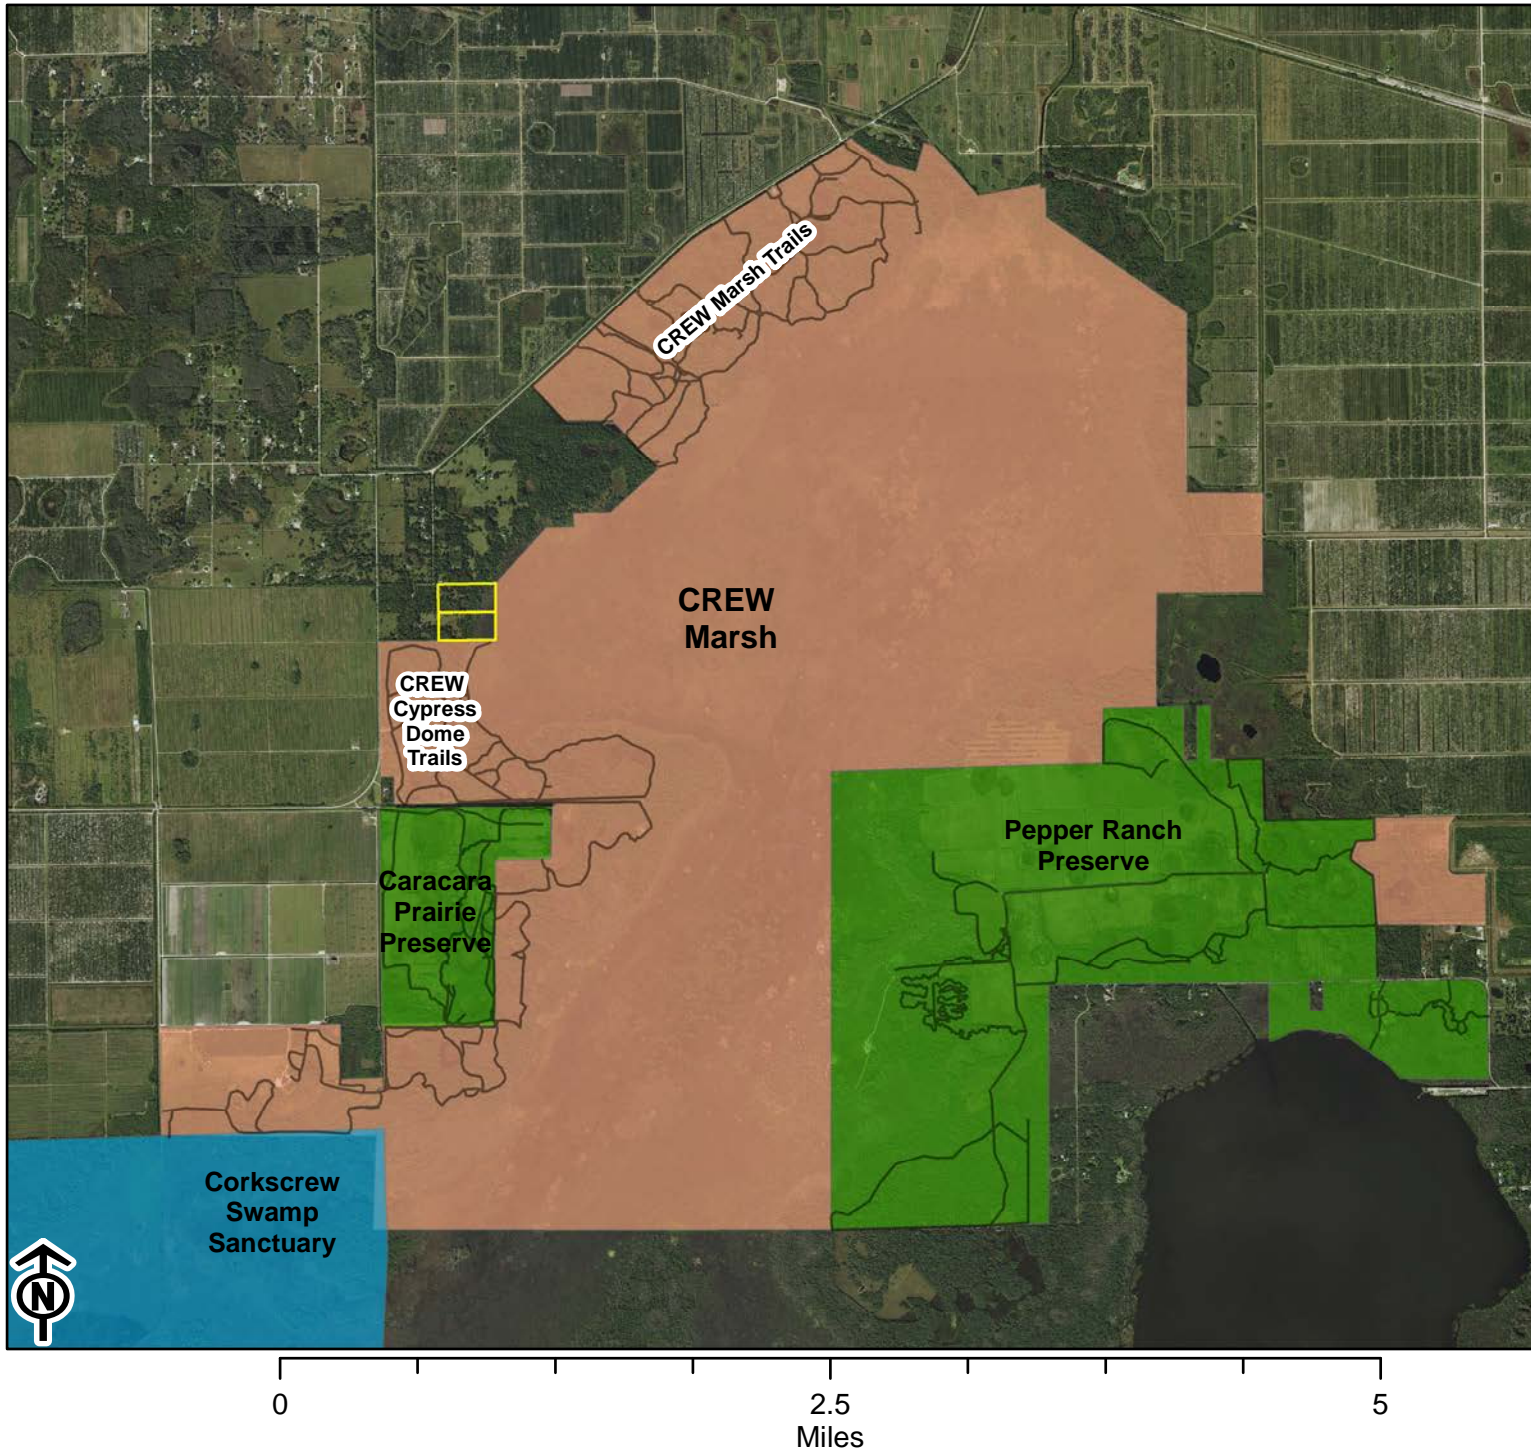 CREW Marsh Trails
CREW
Marsh
CREW
Cypress
Dome
Trails
Pepper Ranch
Preserve
Caracara
Prairie
Preserve
Corkscrew
Swamp
Sanctuary
N
0
2.5
5
Miles